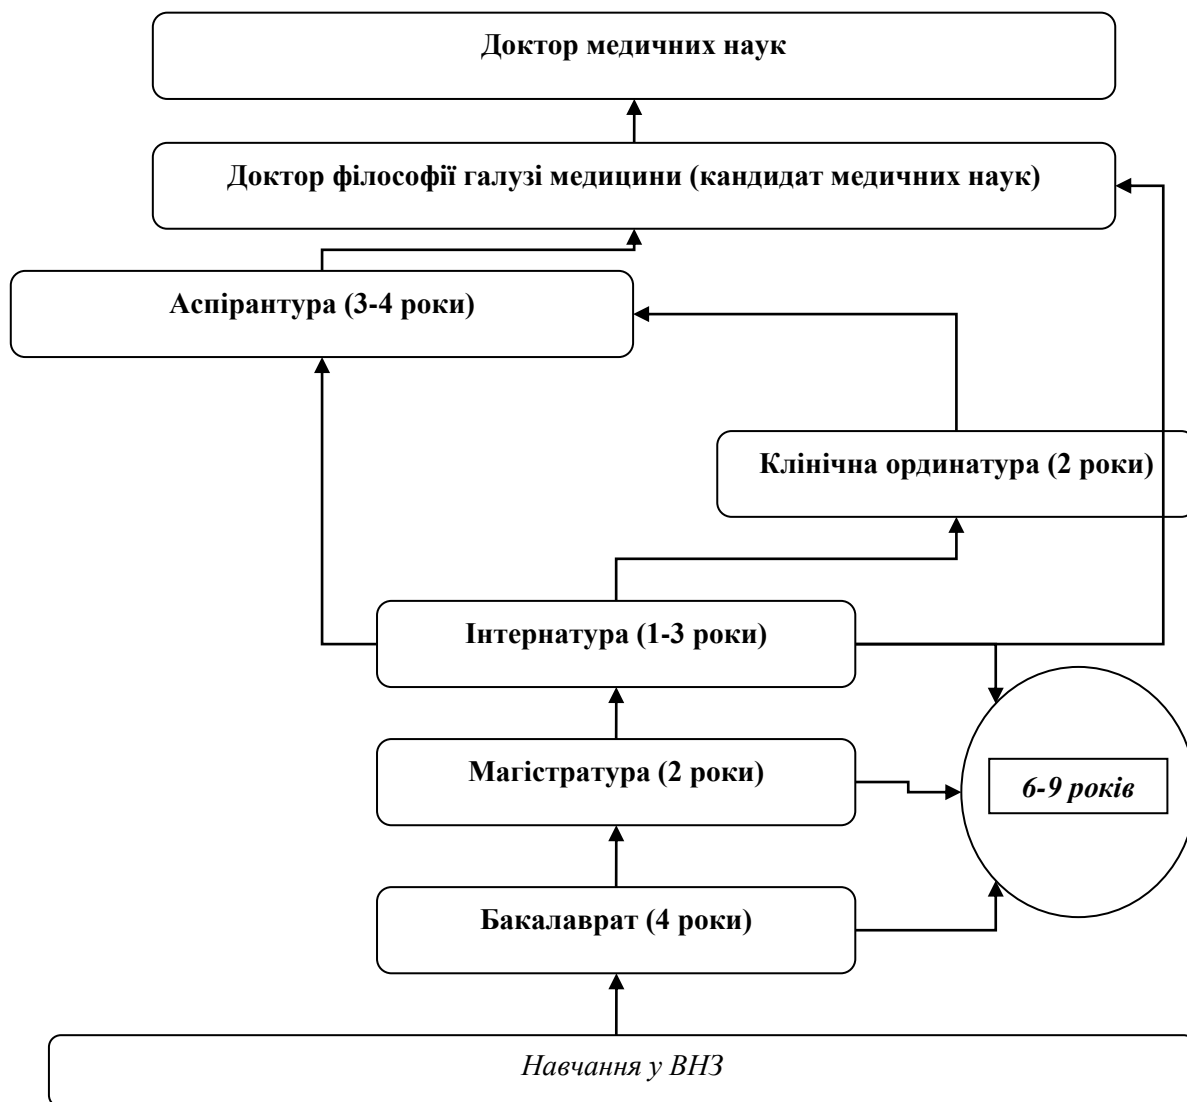 Доктор медичних наук
Доктор філософії галузі медицини (кандидат медичних наук)
Аспірантура (3-4 роки)
Клінічна ординатура (2 роки)
Інтернатура (1-3 роки)
Магістратура (2 роки)
6-9 років
Бакалаврат (4 роки)
Навчання у ВНЗ